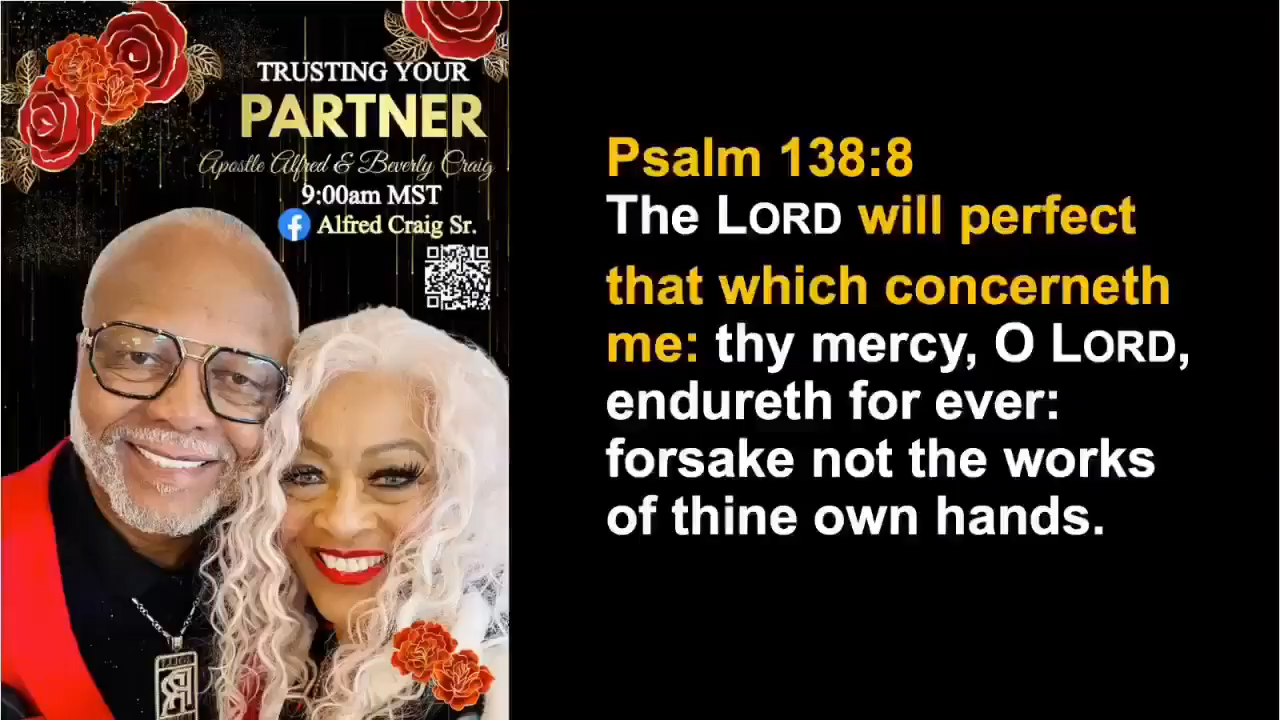 TRUSTING YOUR
PARTNER
Apostle Alfred & Beverly Craig
9:00am MST
Alfred Craig Sr.
Psalm 138:8
The LORD will perfect
that which concerneth
me: thy mercy, O LORD,
endureth for ever:
forsake not the works
of thine own hands.